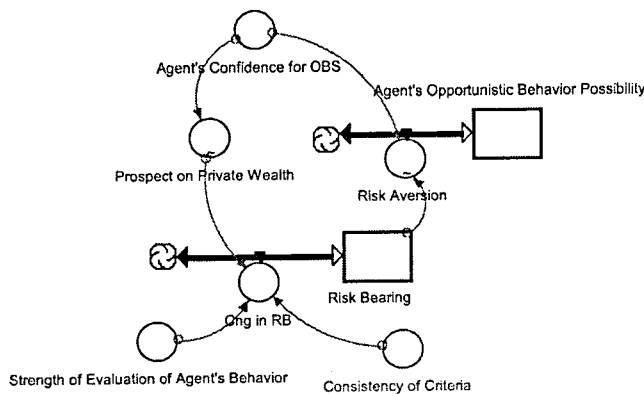 Agent's Confidence for OBS
Agent's Opportunistic Behavior Possibility
Prospect on Private Wealth
Risk Aversion
Risk Bearing
Cng in RB
Strength of Evaluation of Agent's Behavior
Consistency of Criteria